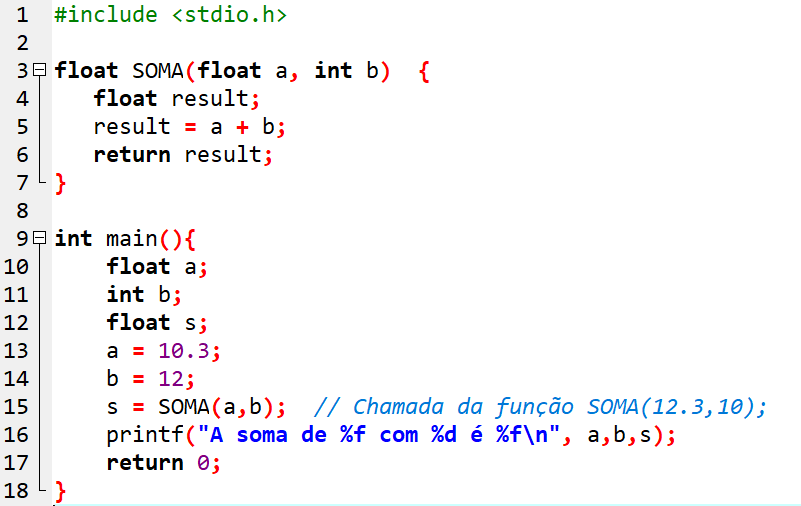 1 #include <stdio.h>
2
3 float SOMA(float a, int b)  {
4    float result;
5    result = a + b;
6    return result;
7 }
8
9 int main(){
10     float a;
11     int b;
12     float s;
13     a = 10.3;
14     b = 12;
15     s = SOMA(a,b);  // Chamada da função SOMA(12.3,10);
16     printf("A soma de %f com %d é %f\n", a,b,s);
17     return 0;
18 }